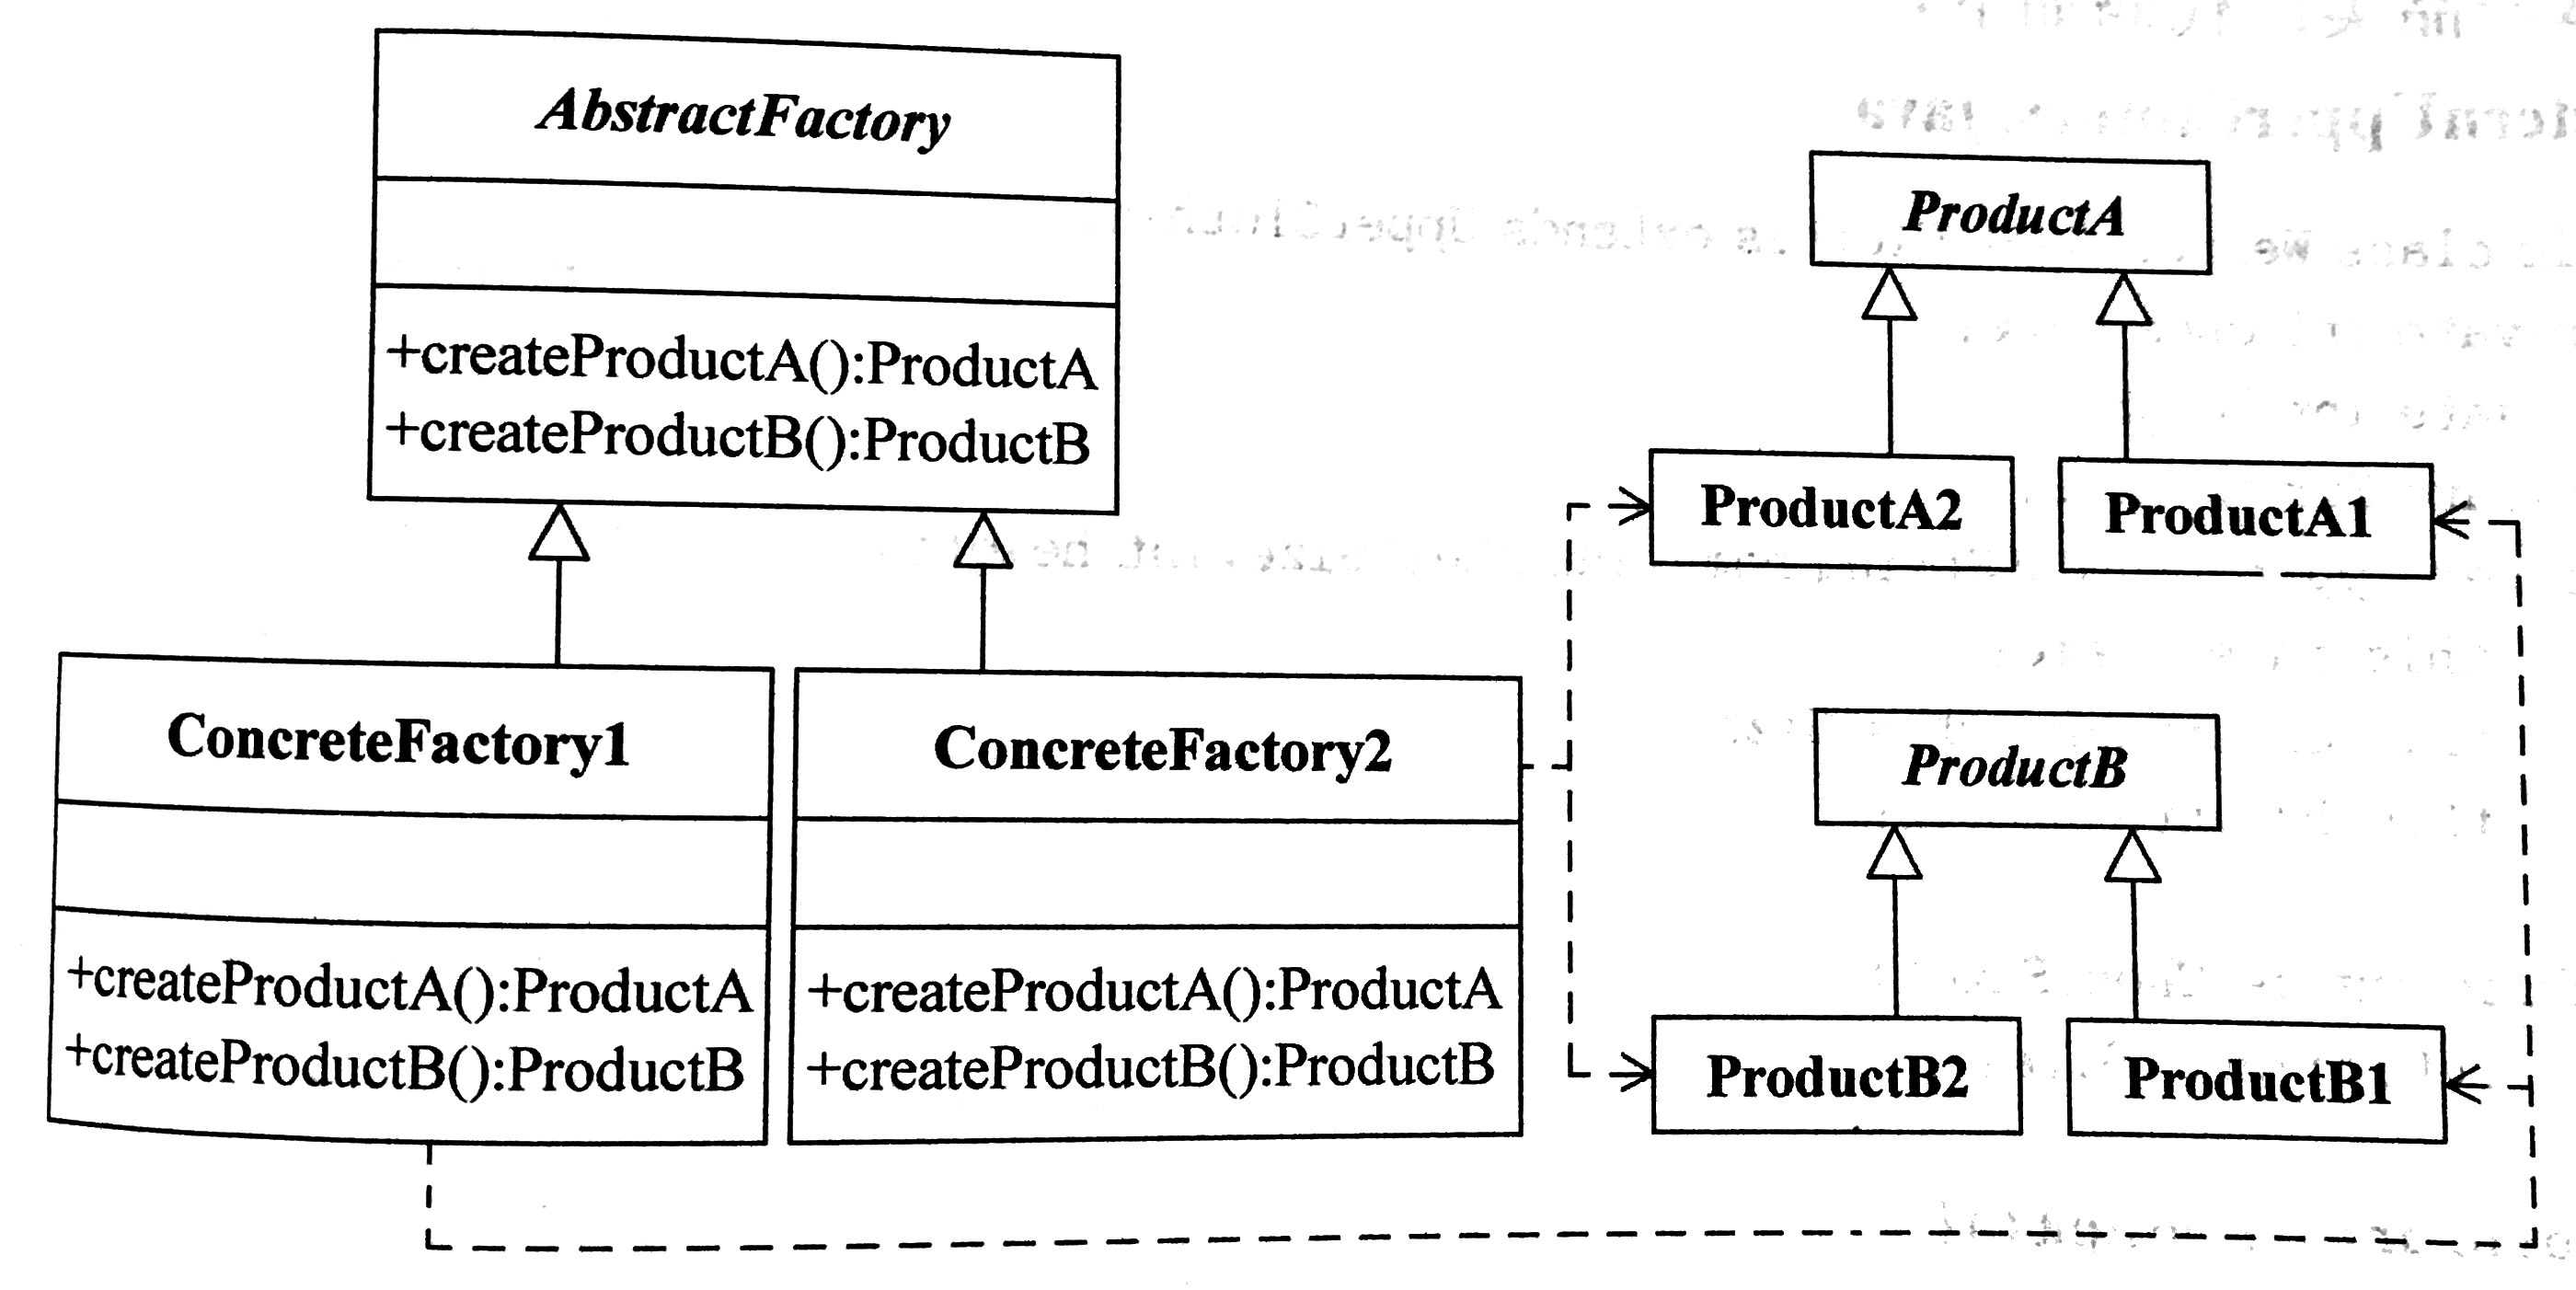 AbstractFactory
+createProductA():ProductA
+createProductB():ProductB
ConcreteFactory1
+createProductA():ProductA
+createProductB():ProductB
ConcreteFactory2
+createProductA():ProductA
+createProductB():ProductB
ProductA
ProductA2
ProductA1
ProductB
ProductB2
ProductB1